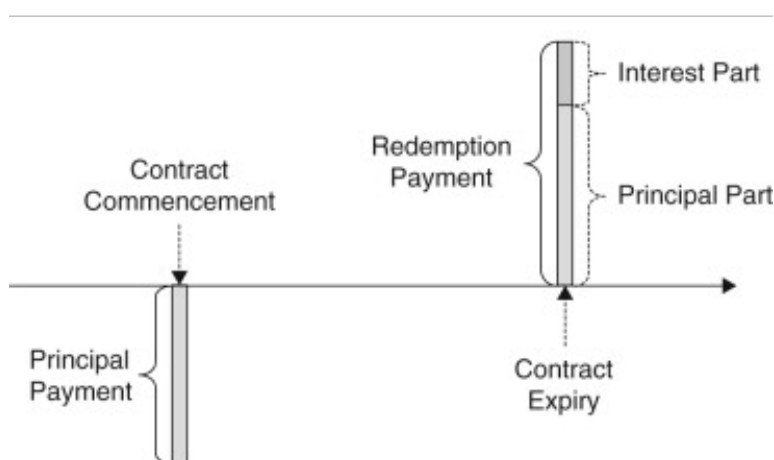 Interest Part
Redemption
Payment
Contract
Commencement
Principal Part
Principal
Payment
Contract
Expiry